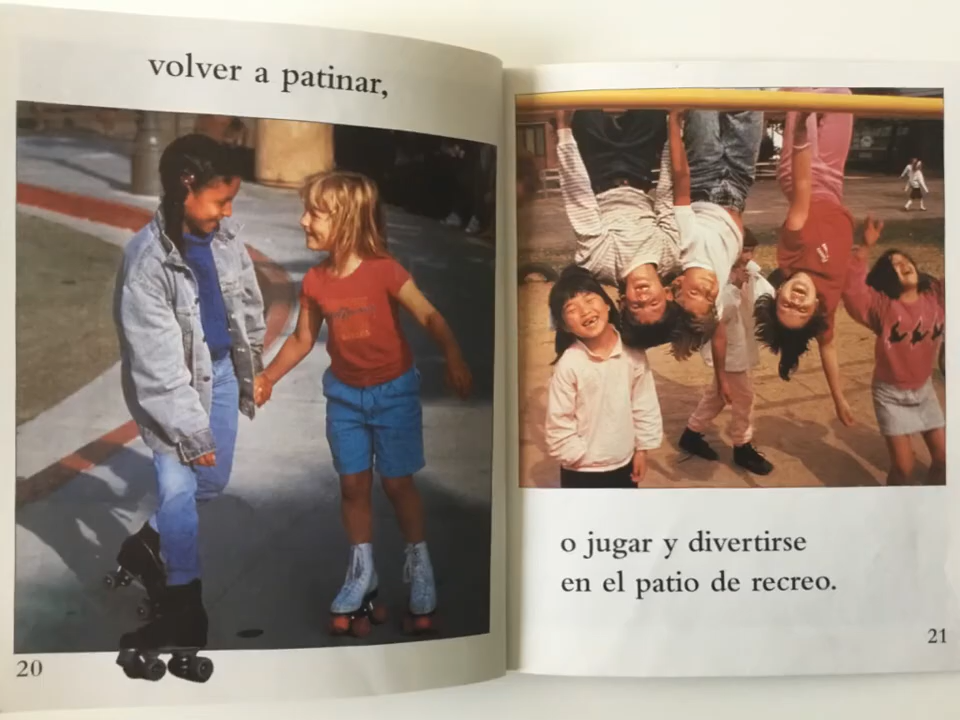 volver a patinar,
20
o jugar y divertirse
en el patio de recreo.
21